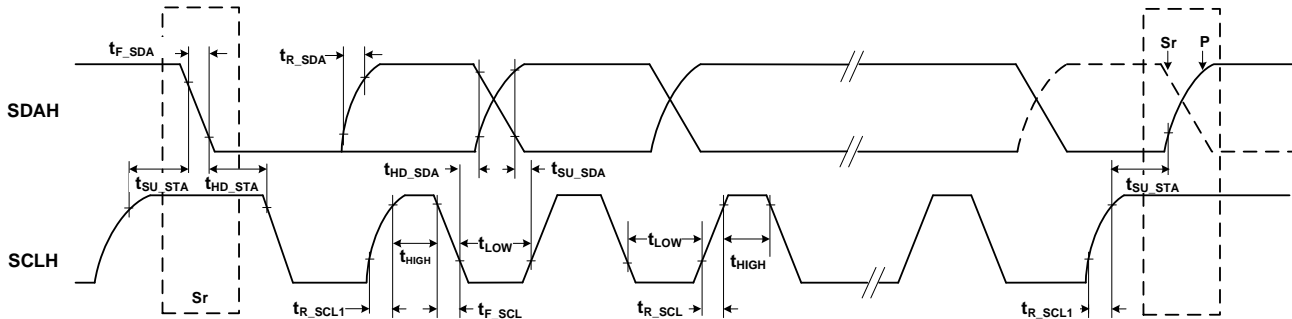 Sr P
t_F_SDA
t_R_SDA
SDAH
t_SU_STA t_HD_STA
t_HD_SDA t_SU_SDA
t_SU_STA
SCLH
t_HIGH t_LOW
t_LOW t_HIGH
Sr
t_R_SCL1 t_F_SCL
t_R_SCL
t_R_SCL1